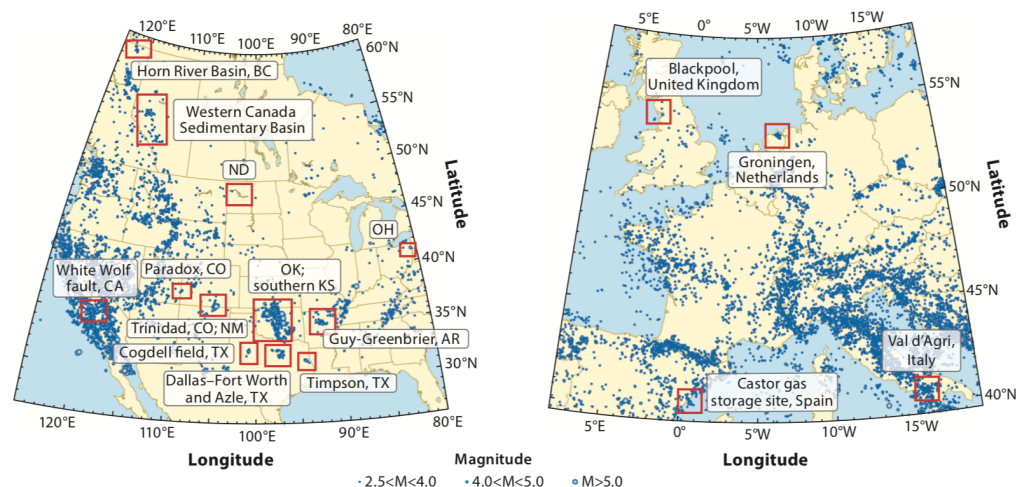 120°E 110°E 100°E 90°E 80°E
60°N
Horn River Basin, BC
55°N
Western Canada
Sedimentary Basin
50°N
ND
45°N
Latitude
OH
40°N
White Wolf
fault, CA
Paradox, CO
OK;
southern KS
35°N
Trinidad, CO; NM
Guy-Greenbrier, AR
Cogdell field, TX
30°N
Dallas–Fort Worth
and Azle, TX
Timpson, TX
120°E 110°E 100°E 90°E 80°E
Longitude
5°E 0° 5°W 10°W 15°W
Blackpool,
United Kingdom
55°N
Groningen,
Netherlands
50°N
Latitude
45°N
Val d’Agri,
Italy
Castor gas
storage site, Spain
40°N
5°E 0° 5°W 10°W 15°W
Longitude
Magnitude
2.5<M<4.0 4.0<M<5.0 M>5.0